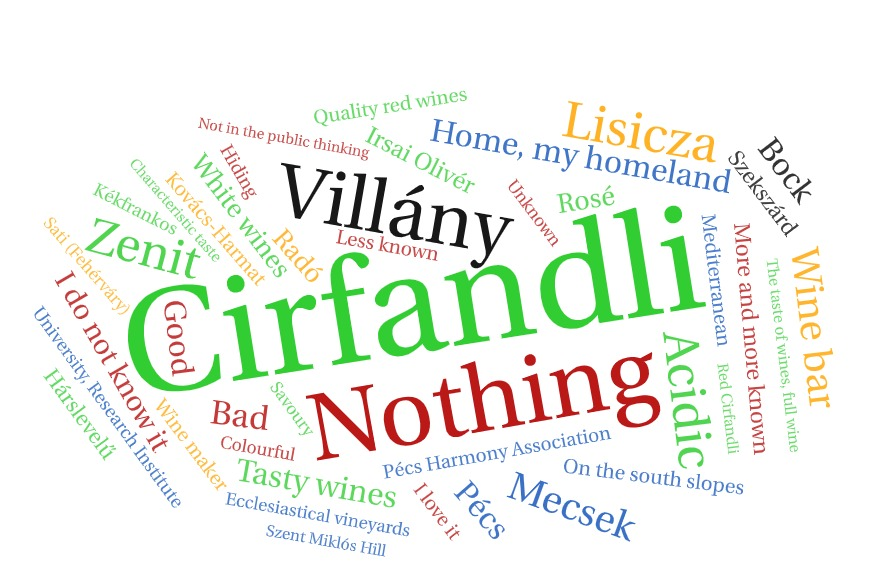 Quality red wines
Lisicza
Not in the public thinking
Home, my homeland
Irsai Olivér
Bock
Szekszárd
Hiding
White wines
Characteristic taste
Kovács-Harmat
Kékfrankos
Villány
Unknown
Rosé
Less known
Radó
Zenit
Sati (Fehérváry)
Cirfandli
Mediterranean
More and more known
The taste of wines, full wine
Wine bar
I do not know it
Good
University, Research Institute
Hárslevelű
Nothing
Acidic
Red Cirfandli
Savoury
Bad
Wine maker
Colourful
Pécs Harmony Association
Tasty wines
On the south slopes
I love it
Pécs
Mecsek
Ecclesiastical vineyards
Szent Miklós Hill